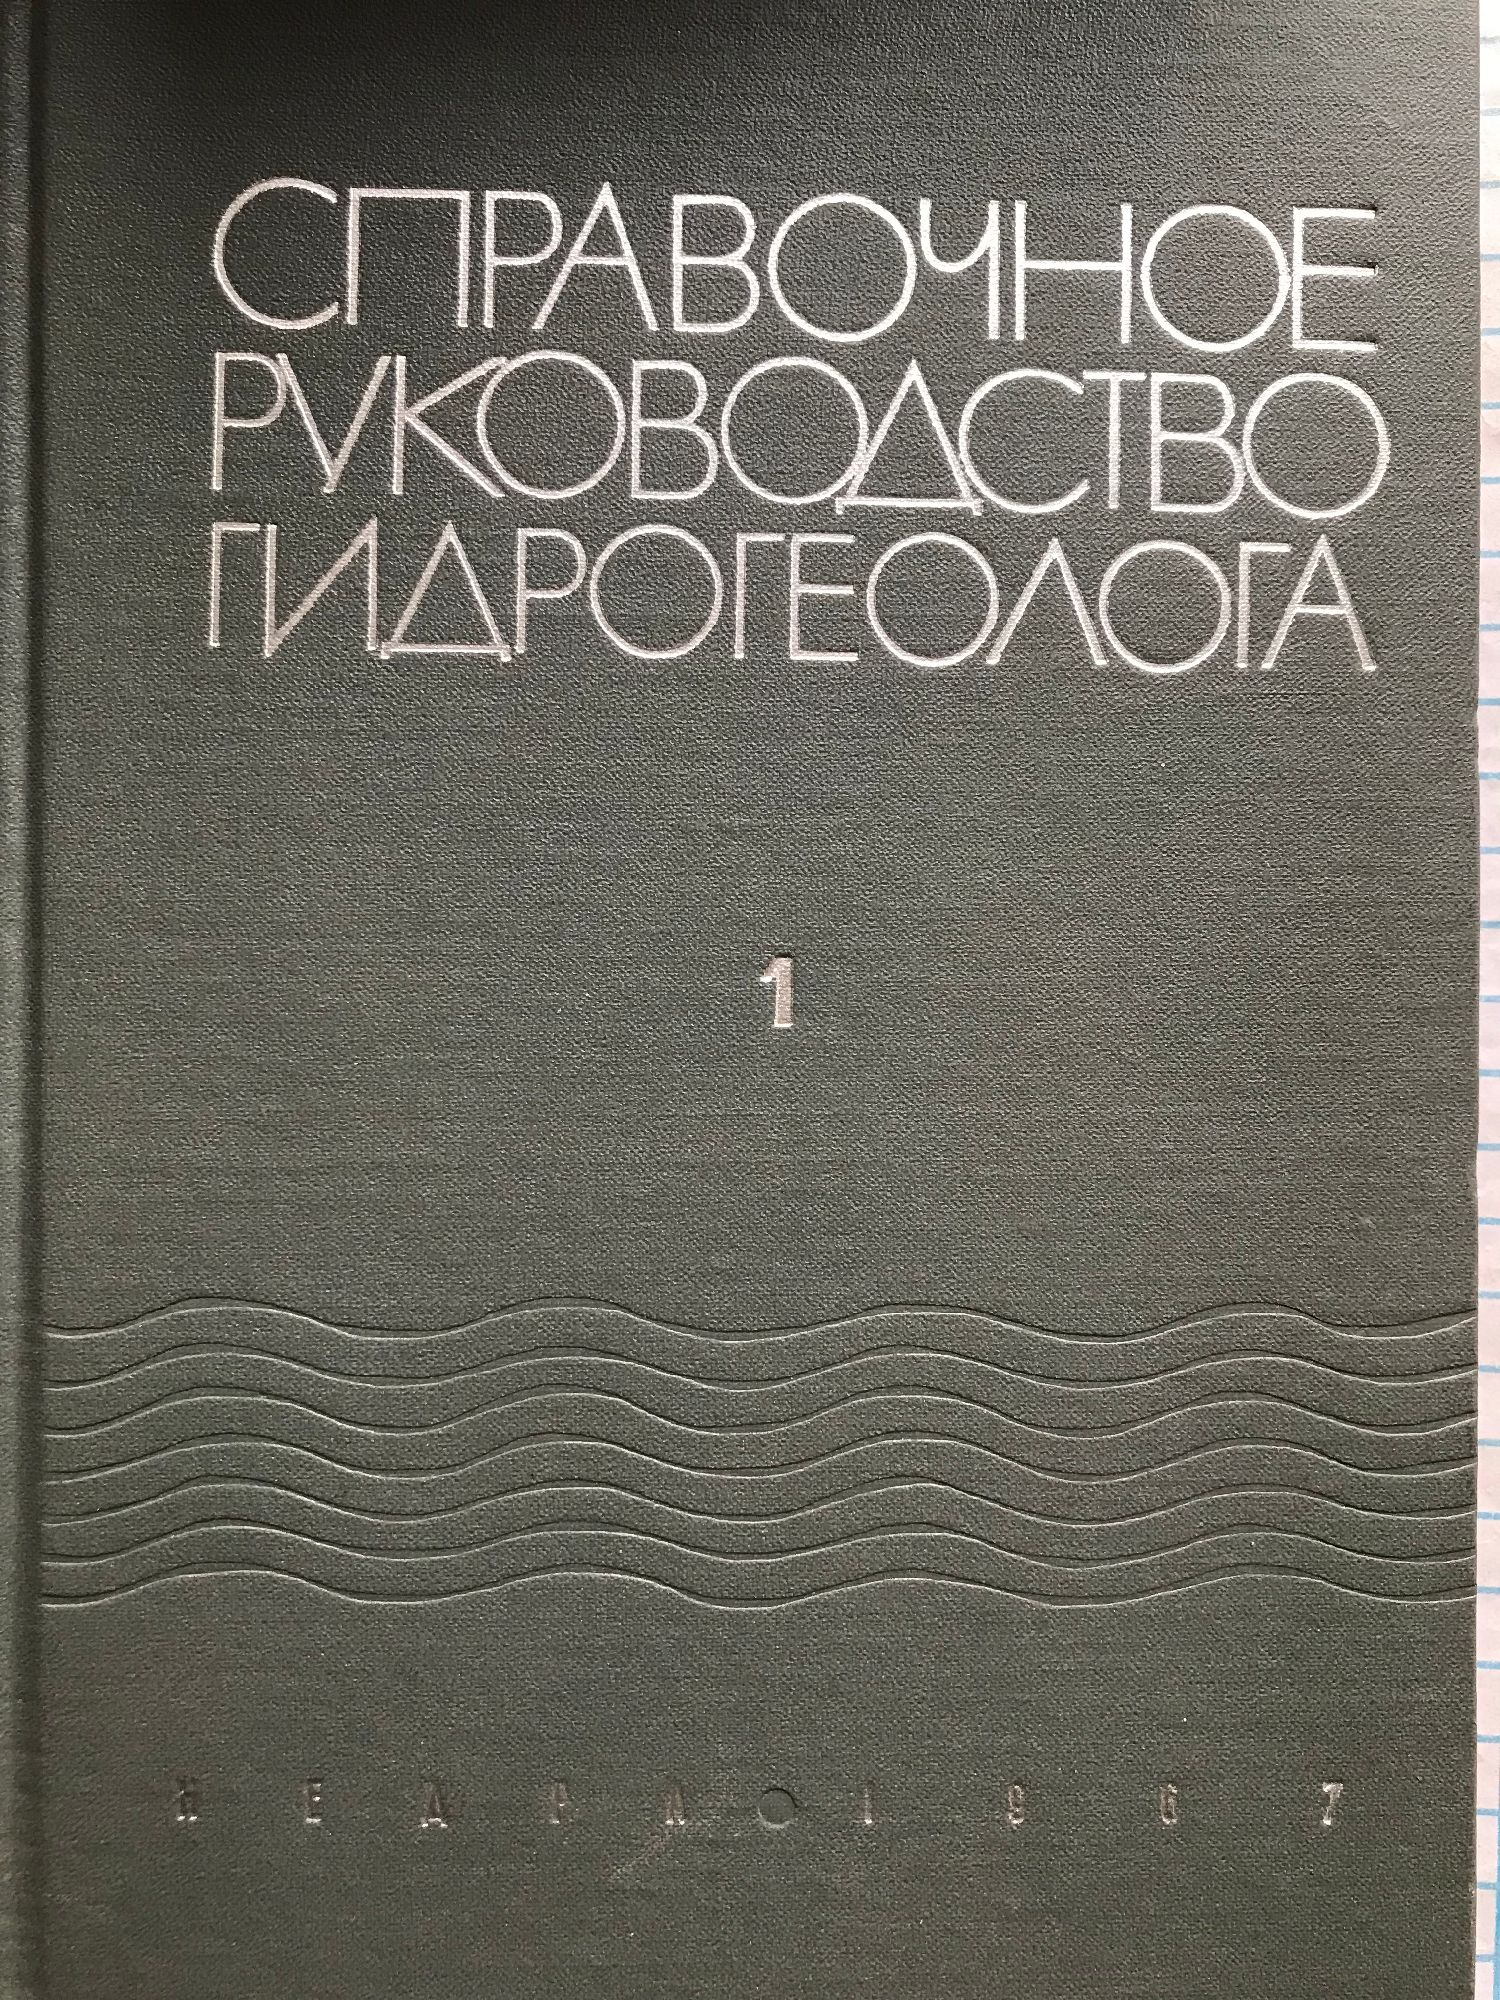 СПРАВОЧНОЕ
РУКОВОДСТВО
ГИДРОГЕОЛОГА
1
НЕДРА 1967